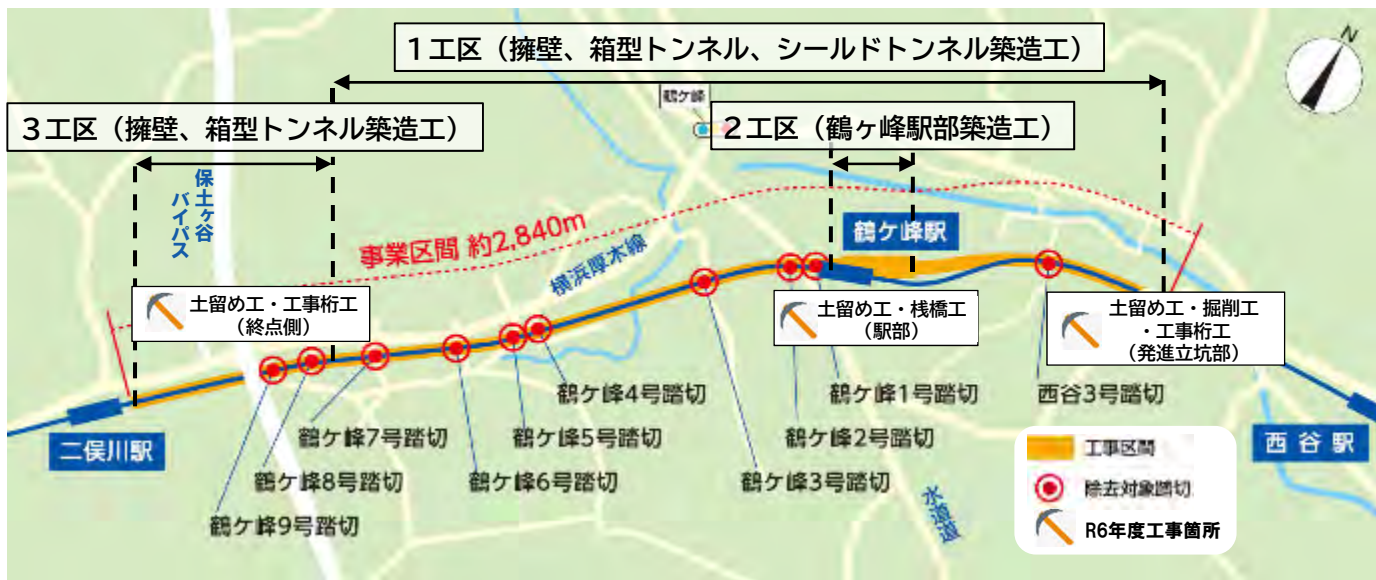 1工区（擁壁、箱型トンネル、シールドトンネル築造工）
N
鶴ケ峰
3工区（擁壁、箱型トンネル築造工）
2工区（鶴ヶ峰駅部築造工）
保土ヶ谷
バイパス
事業区間 約2,840m
横浜厚木線
鶴ケ峰駅
土留め工・工事桁工
（終点側）
土留め工・桟橋工
（駅部）
土留め工・掘削工
・工事桁工
（発進立坑部）
鶴ケ峰4号踏切
鶴ケ峰1号踏切
西谷3号踏切
二俣川駅
鶴ケ峰7号踏切
鶴ケ峰5号踏切
鶴ケ峰2号踏切
西谷駅
鶴ケ峰8号踏切
鶴ケ峰6号踏切
鶴ケ峰3号踏切
鶴ケ峰9号踏切
水道道
工事区間
除去対象踏切
R6年度工事箇所